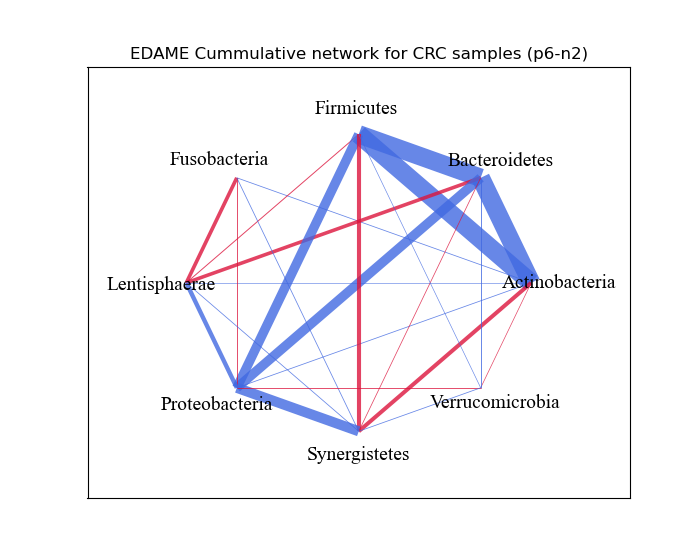 EDAME Cummulative network for CRC samples (p6-n2)
Firmicutes
Fusobacteria
Bacteroidetes
Lentisphaerae
Actinobacteria
Proteobacteria
Verrucomicrobia
Synergistetes